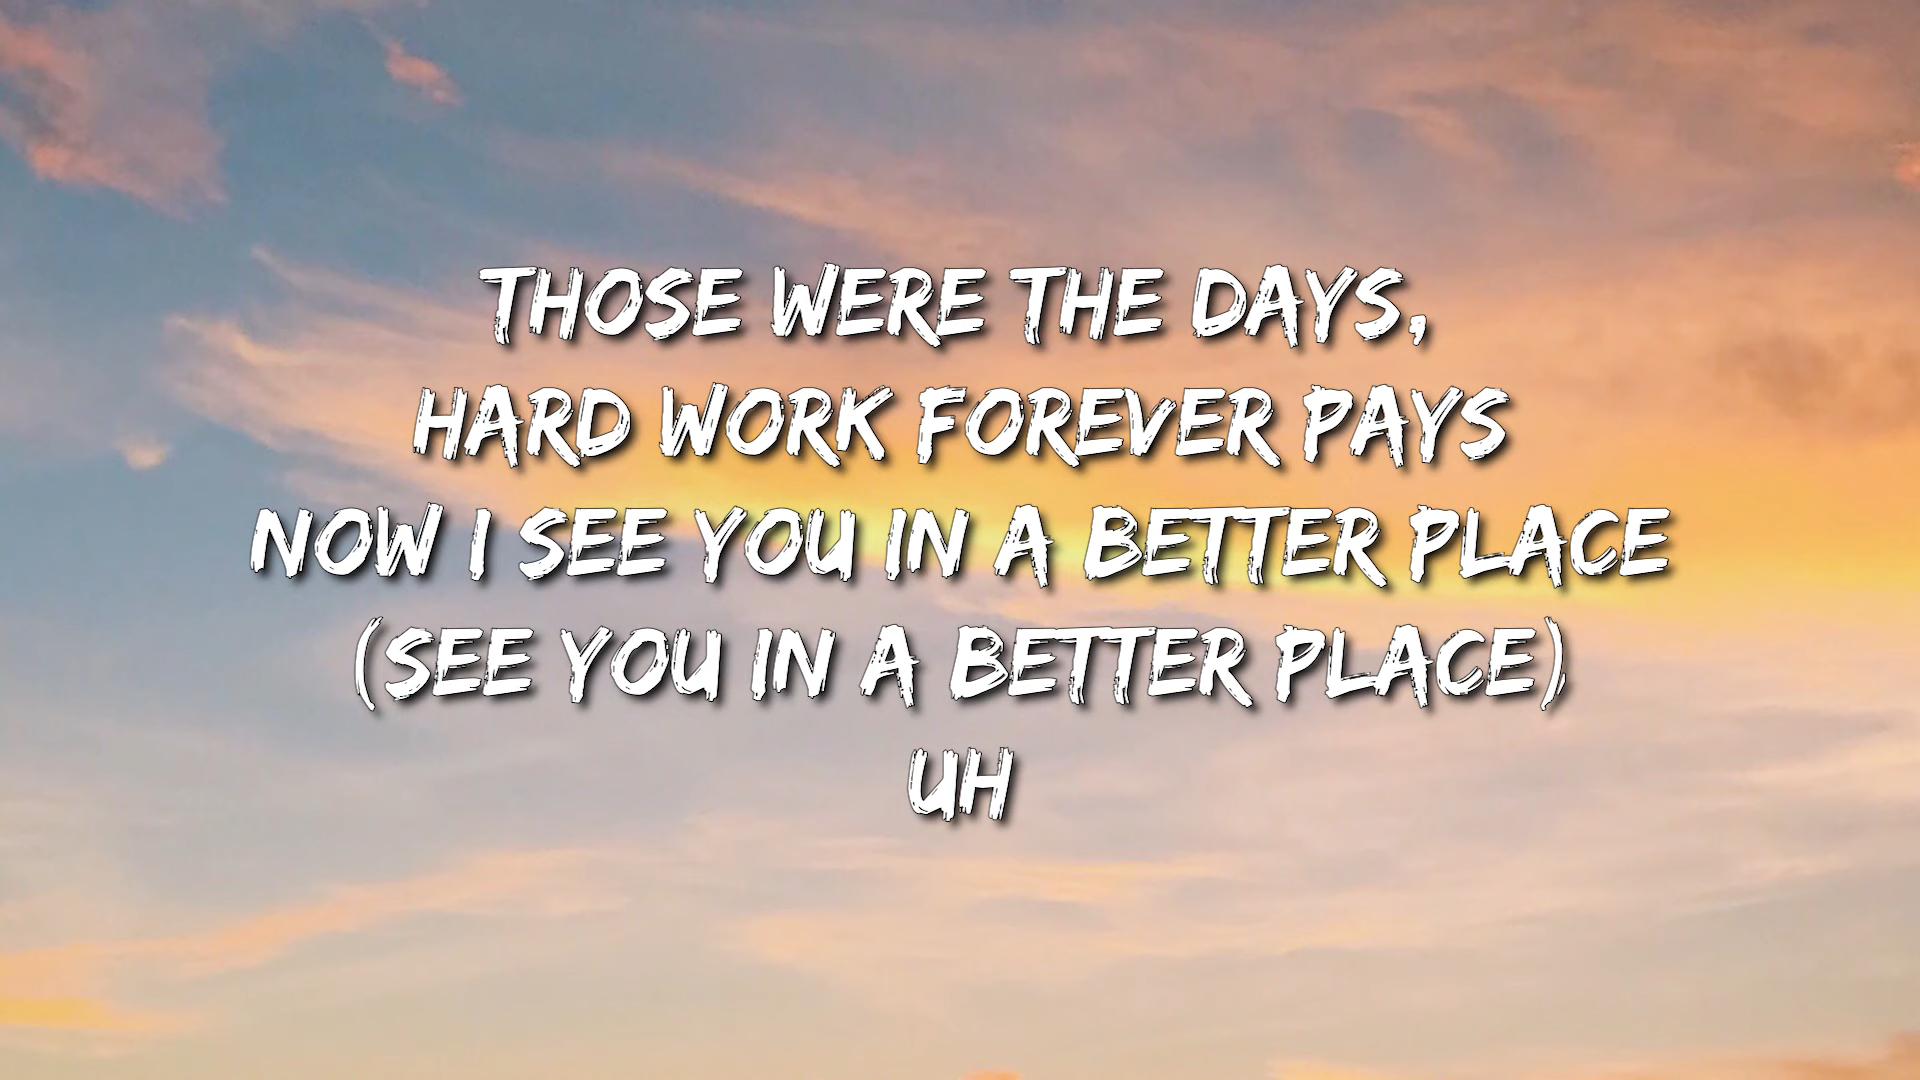 THOSE WERE THE DAYS,
HARD WORK FOREVER PAYS
NOW I SEE YOU IN A BETTER PLACE
(SEE YOU IN A BETTER PLACE)
UH